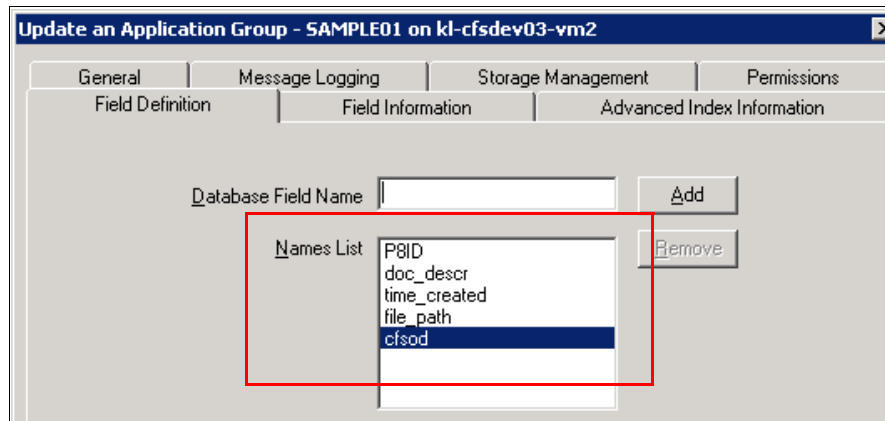 Update an Application Group - SAMPLE01 on kl-cfsdev03-vm2
General Message Logging Storage Management Permissions
Field Definition Field Information Advanced Index Information
Database Field Name Add
Names List Remove
P8ID
doc_descr
time_created
file_path
cfsod